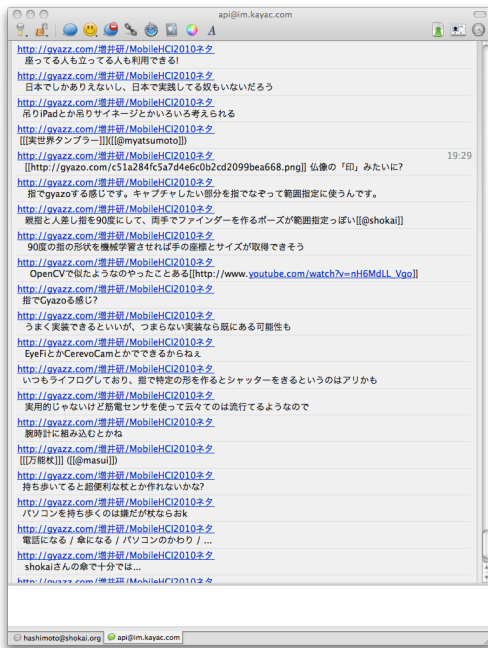 api@im.kayac.com
http://gyazz.com/増井研/MobileHCI2010ネタ
座ってる人も立ってる人も利用できる!
http://gyazz.com/増井研/MobileHCI2010ネタ
日本でしかありえないし、日本で実践してる奴もいないだろう
http://gyazz.com/増井研/MobileHCI2010ネタ
吊りiPadとか吊りサイネージとかいろいろ考えられる
http://gyazz.com/増井研/MobileHCI2010ネタ
[[[実世界タンブラー]]]([[@myatsumoto]])
http://gyazz.com/増井研/MobileHCI2010ネタ 19:29
[[http://gyazo.com/c51a284fc5a7d4e6c0b2cd2099bea668.png]] 仏像の「印」みたいに?
http://gyazz.com/増井研/MobileHCI2010ネタ
指でgyazoする感じです。キャプチャしたい部分を指でなぞって範囲指定に使うんです。
http://gyazz.com/増井研/MobileHCI2010ネタ
親指と人差し指を90度にして、両手でファインダーを作るポーズが範囲指定っぽい[[@shokai]]
http://gyazz.com/増井研/MobileHCI2010ネタ
90度の指の形状を機械学習させれば手の座標とサイズが取得できそう
http://gyazz.com/増井研/MobileHCI2010ネタ
OpenCVで似たようなのやったことある[[http://www.youtube.com/watch?v=nH6MdLL_Vgo]]
http://gyazz.com/増井研/MobileHCI2010ネタ
指でGyazoる感じ?
http://gyazz.com/増井研/MobileHCI2010ネタ
うまく実装できるといいが、つまらない実装なら既にある可能性も
http://gyazz.com/増井研/MobileHCI2010ネタ
EyeFiとかCerevoCamとかでできるからねぇ
http://gyazz.com/増井研/MobileHCI2010ネタ
いつもライフログしており、指で特定の形を作るとシャッターをきるというのはアリかも
http://gyazz.com/増井研/MobileHCI2010ネタ
実用的じゃないけど筋電センサを使って云々てのは流行てるようなので
http://gyazz.com/増井研/MobileHCI2010ネタ
腕時計に組み込むとかね
http://gyazz.com/増井研/MobileHCI2010ネタ
[[[万能杖]]] ([[@masui]])
http://gyazz.com/増井研/MobileHCI2010ネタ
持ち歩いてると超便利な杖とか作れないかな?
http://gyazz.com/増井研/MobileHCI2010ネタ
パソコンを持ち歩くのは嫌だが杖ならおk
http://gyazz.com/増井研/MobileHCI2010ネタ
電話になる / 傘になる / パソコンのかわり / ...
http://gyazz.com/増井研/MobileHCI2010ネタ
shokaiさんの傘で十分では...
http://gyazz.com/増井研/MobileHCI2010ネタ
hashimoto@shokai.org api@im.kayac.com